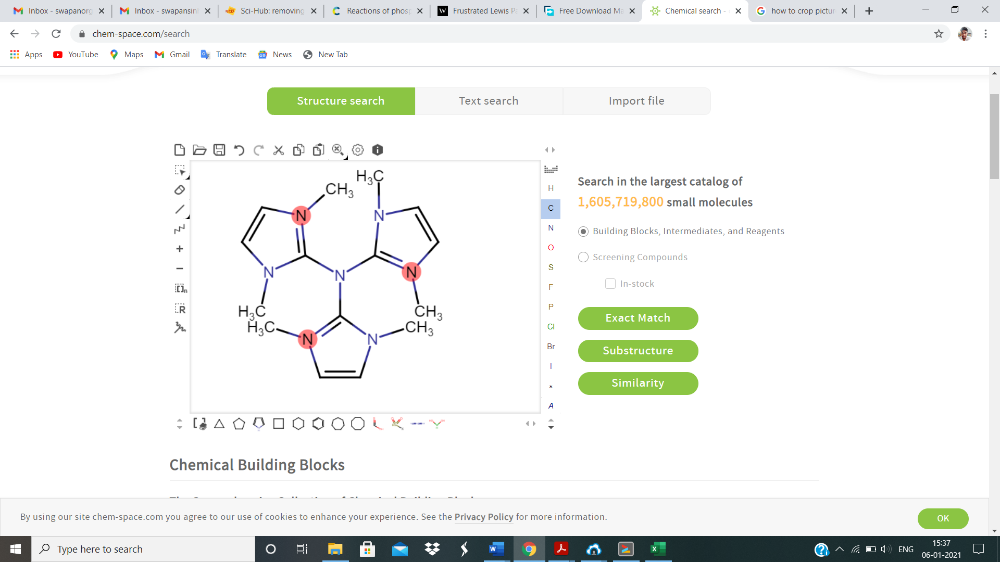 Inbox - swapanorg
Inbox - swapansinl
Sci-Hub: removing
Reactions of phosp
Frustrated Lewis Pa
Free Download Ma
Chemical search -
how to crop pictur
chem-space.com/search
Apps YouTube Maps Gmail Translate News New Tab
Structure search Text search Import file
H₃C
CH₃
N N
N N N
H₃C CH₃
H₃C CH₃
N N
H
C
N
O
S
F
P
Cl
Br
I
*
A
[]n
R
Search in the largest catalog of
1,605,719,800 small molecules
Building Blocks, Intermediates, and Reagents
Screening Compounds
In-stock
Exact Match
Substructure
Similarity
Chemical Building Blocks
By using our site chem-space.com you agree to our use of cookies to enhance your experience. See the Privacy Policy for more information.
OK
Type here to search
ENG
15:37
06-01-2021